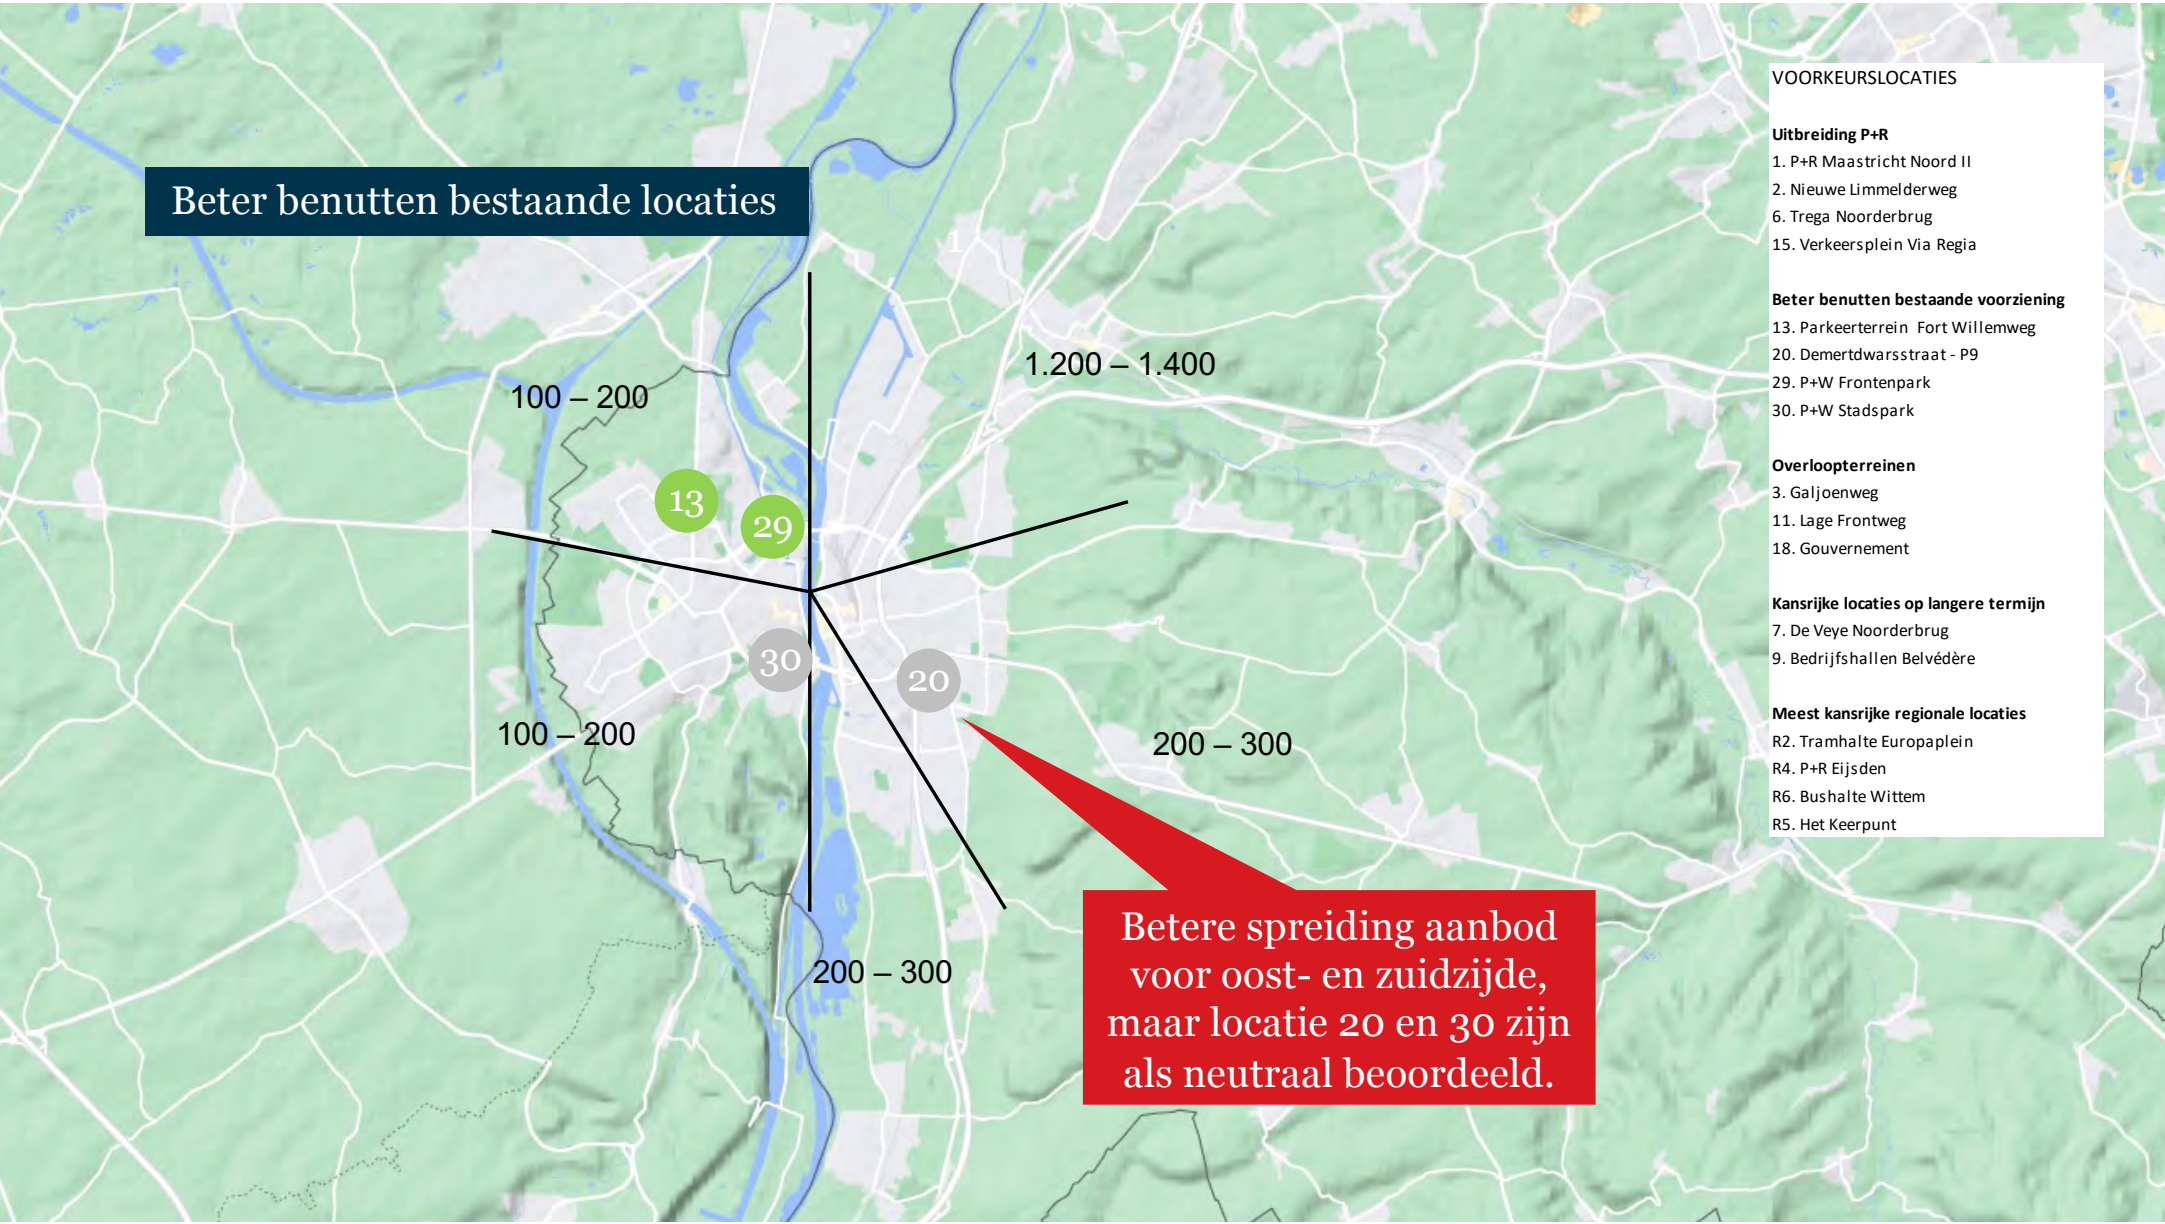 VOORKEURSLOCATIES
Uitbreiding P+R
1. P+R Maastricht Noord II
2. Nieuwe Limmelderweg
6. Trega Noorderbrug
15. Verkeersplein Via Regia
Beter benutten bestaande voorziening
13. Parkeerterrein Fort Willemweg
20. Demertdwarsstraat - P9
29. P+W Frontenpark
30. P+W Stadspark
Overloopterreinen
3. Galjoenweg
11. Lage Frontweg
18. Gouvernement
Kansrijke locaties op langere termijn
7. De Veye Noorderbrug
9. Bedrijfshallen Belvédère
Meest kansrijke regionale locaties
R2. Tramhalte Europaplein
R4. P+R Eijsden
R6. Bushalte Wittem
R5. Het Keerpunt
Beter benutten bestaande locaties
1
1.200 – 1.400
100 – 200
13
29
30
20
100 – 200
200 – 300
200 – 300
Betere spreiding aanbod
voor oost- en zuidzijde,
maar locatie 20 en 30 zijn
als neutraal beoordeeld.